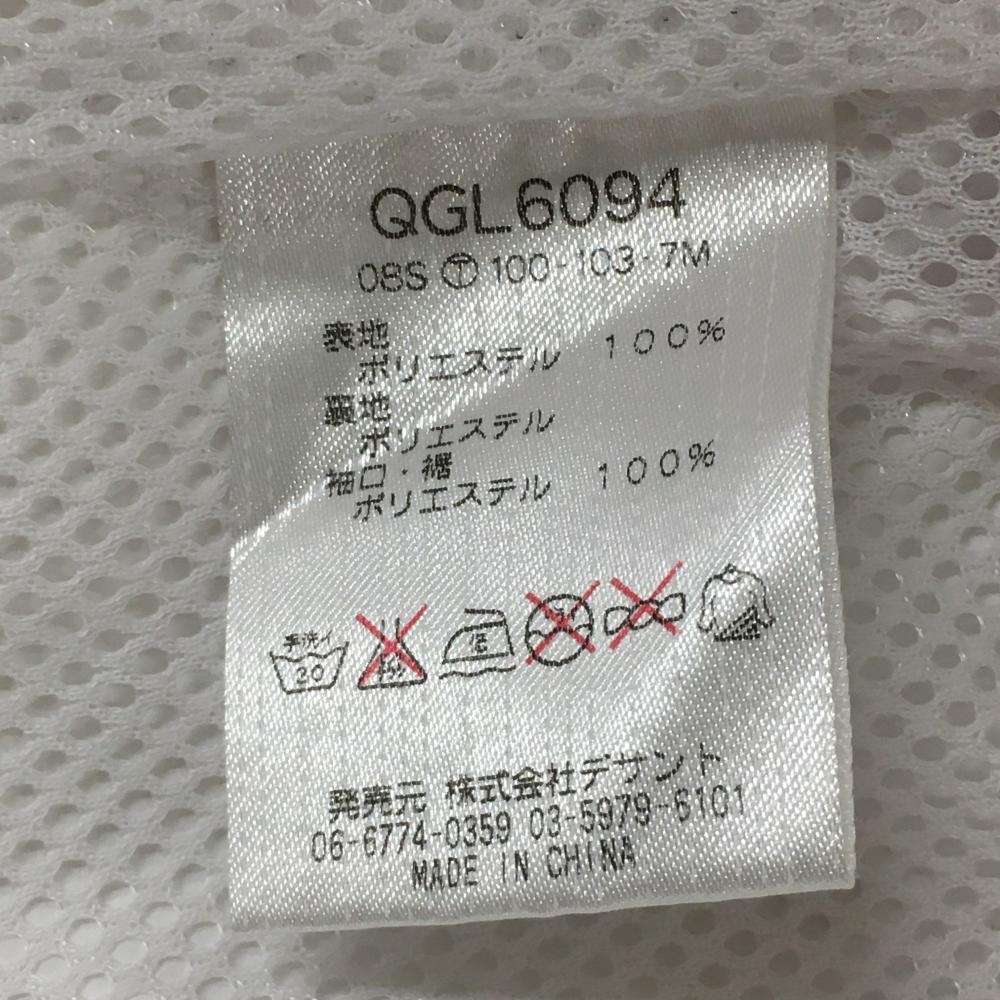 QGL6094
08S Ⓣ 100-103-7M
表地
ポリエステル 100%
裏地
ポリエステル
袖口・裾
ポリエステル 100%
手洗イ
30
発売元 株式会社デサント
06-6774-0359 03-5979-6101
MADE IN CHINA